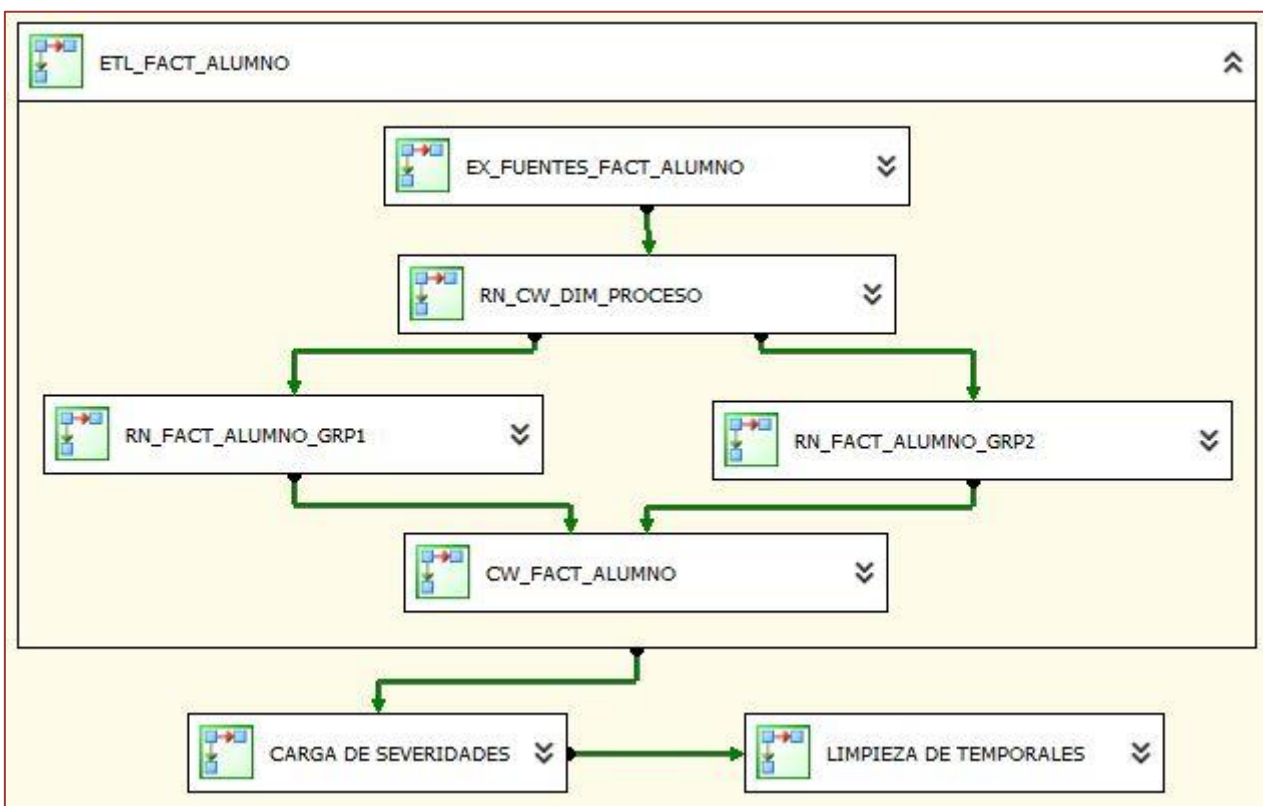 ETL_FACT_ALUMNO
EX_FUENTES_FACT_ALUMNO
RN_CW_DIM_PROCESO
RN_FACT_ALUMNO_GRP1
RN_FACT_ALUMNO_GRP2
CW_FACT_ALUMNO
CARGA DE SEVERIDADES
LIMPIEZA DE TEMPORALES